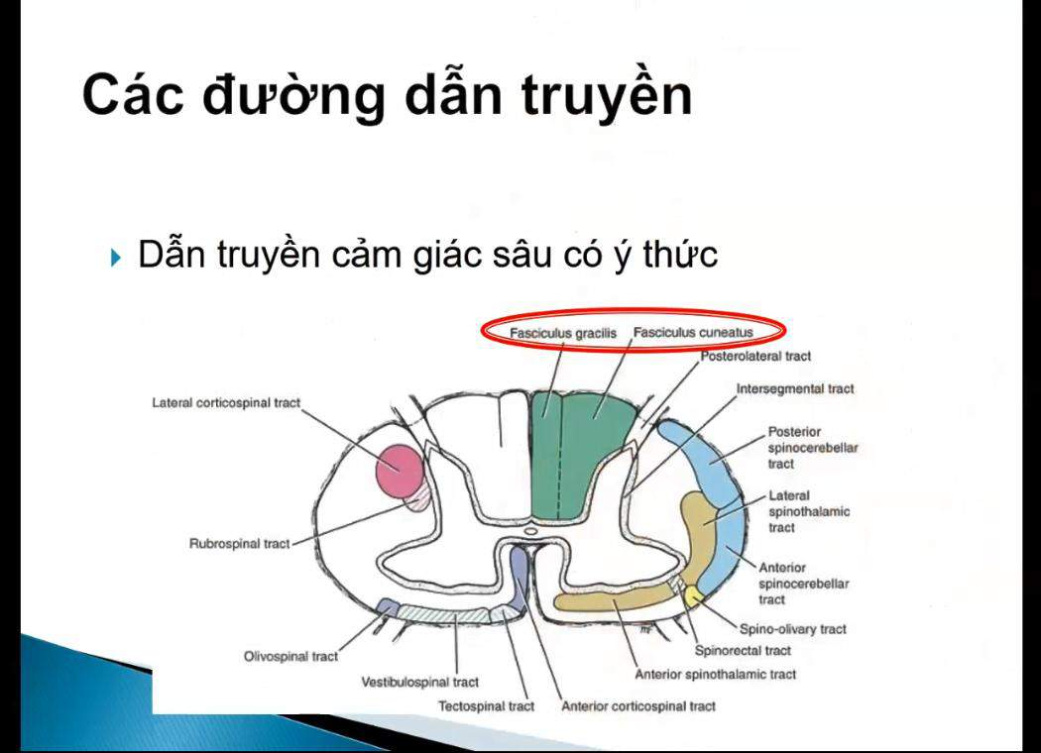 Các đường dẫn truyền
Dẫn truyền cảm giác sâu có ý thức
Fasciculus gracilis
Fasciculus cuneatus
Posterolateral tract
Intersegmental tract
Lateral corticospinal tract
Posterior
spinocerebellar
tract
Lateral
spinothalamic
tract
Rubrospinal tract
Anterior
spinocerebellar
tract
Spino-olivary tract
Spinorectal tract
Olivospinal tract
Anterior spinothalamic tract
Vestibulospinal tract
Tectospinal tract
Anterior corticospinal tract